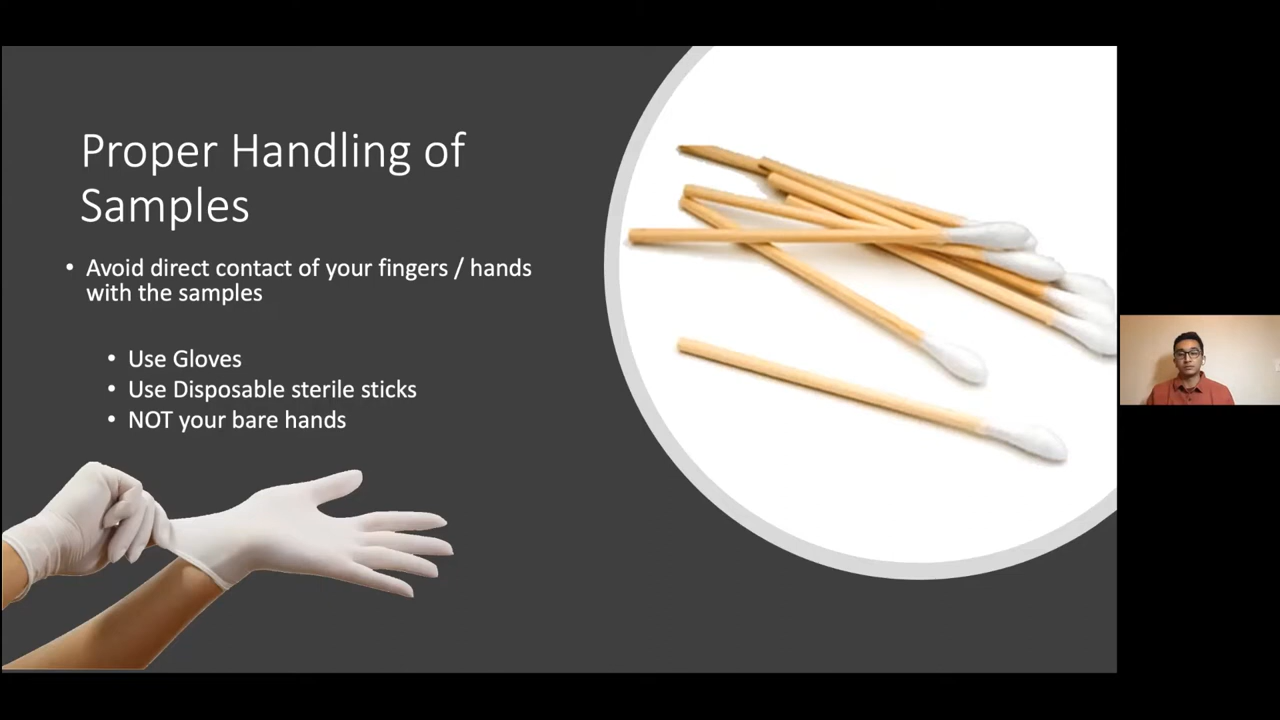 Proper Handling of
Samples
• Avoid direct contact of your fingers / hands
with the samples
• Use Gloves
• Use Disposable sterile sticks
• NOT your bare hands